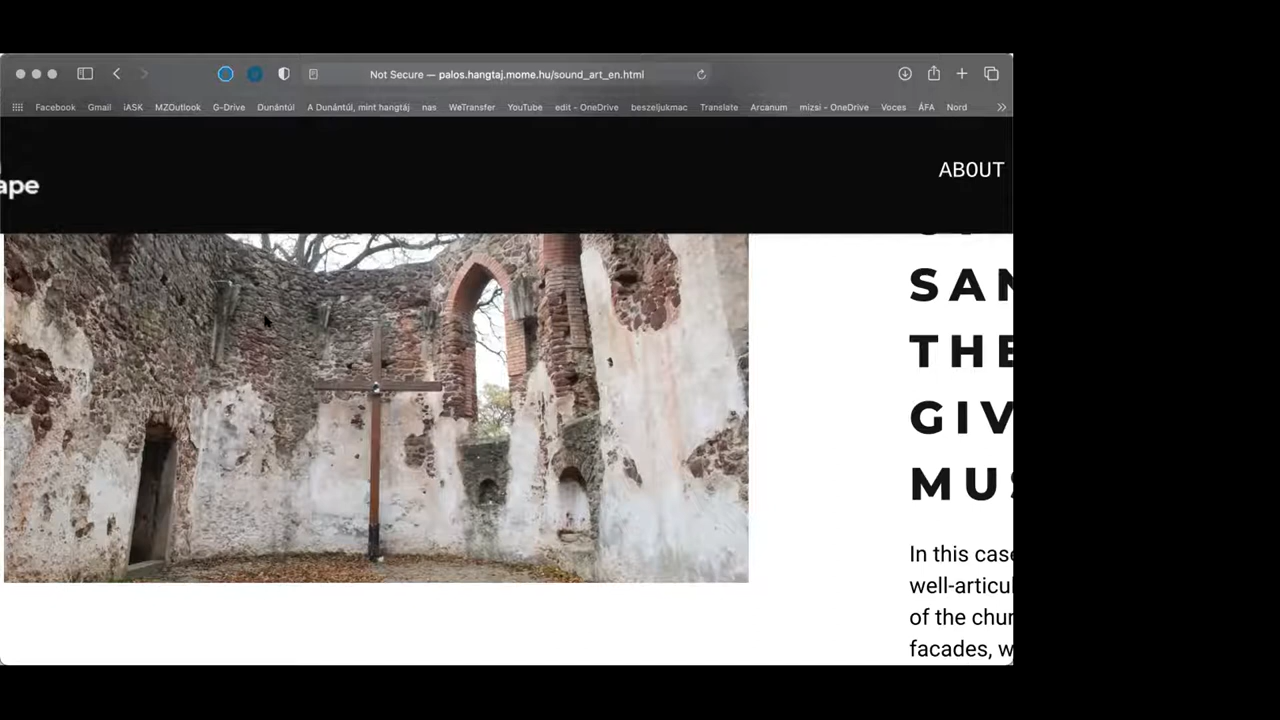 Not Secure — palos.hangtaj.mome.hu/sound_art_en.html
Facebook Gmail iASK MZOutlook G-Drive Dunántúl A Dunántúl, mint hangtáj nas WeTransfer YouTube edit - OneDrive beszeljukmac Translate Arcanum mizsi - OneDrive Voces ÁFA Nord
ape
ABOUT
SAN
THE
GIV
MUS
In this case
well-articul
of the chur
facades, w